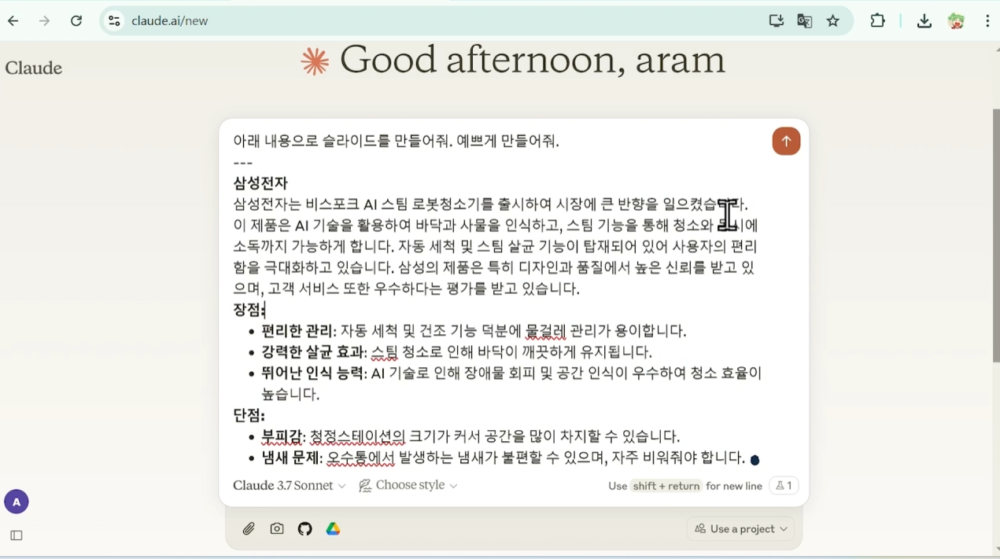 claude.ai/new
Claude
Good afternoon, aram
아래 내용으로 슬라이드를 만들어줘. 예쁘게 만들어줘.
---
삼성전자
삼성전자는 비스포크 AI 스팀 로봇청소기를 출시하여 시장에 큰 반향을 일으켰습니다.
이 제품은 AI 기술을 활용하여 바닥과 사물을 인식하고, 스팀 기능을 통해 청소와 동시에
소독까지 가능하게 합니다. 자동 세척 및 스팀 살균 기능이 탑재되어 있어 사용자의 편리
함을 극대화하고 있습니다. 삼성의 제품은 특히 디자인과 품질에서 높은 신뢰를 받고 있
으며, 고객 서비스 또한 우수하다는 평가를 받고 있습니다.
장점:
• 편리한 관리: 자동 세척 및 건조 기능 덕분에 물걸레 관리가 용이합니다.
• 강력한 살균 효과: 스팀 청소로 인해 바닥이 깨끗하게 유지됩니다.
• 뛰어난 인식 능력: AI 기술로 인해 장애물 회피 및 공간 인식이 우수하여 청소 효율이
높습니다.
단점:
• 부피감: 청정스테이션의 크기가 커서 공간을 많이 차지할 수 있습니다.
• 냄새 문제: 오수통에서 발생하는 냄새가 불편할 수 있으며, 자주 비워줘야 합니다.
Claude 3.7 Sonnet Choose style Use shift + return for new line 1
A
Use a project